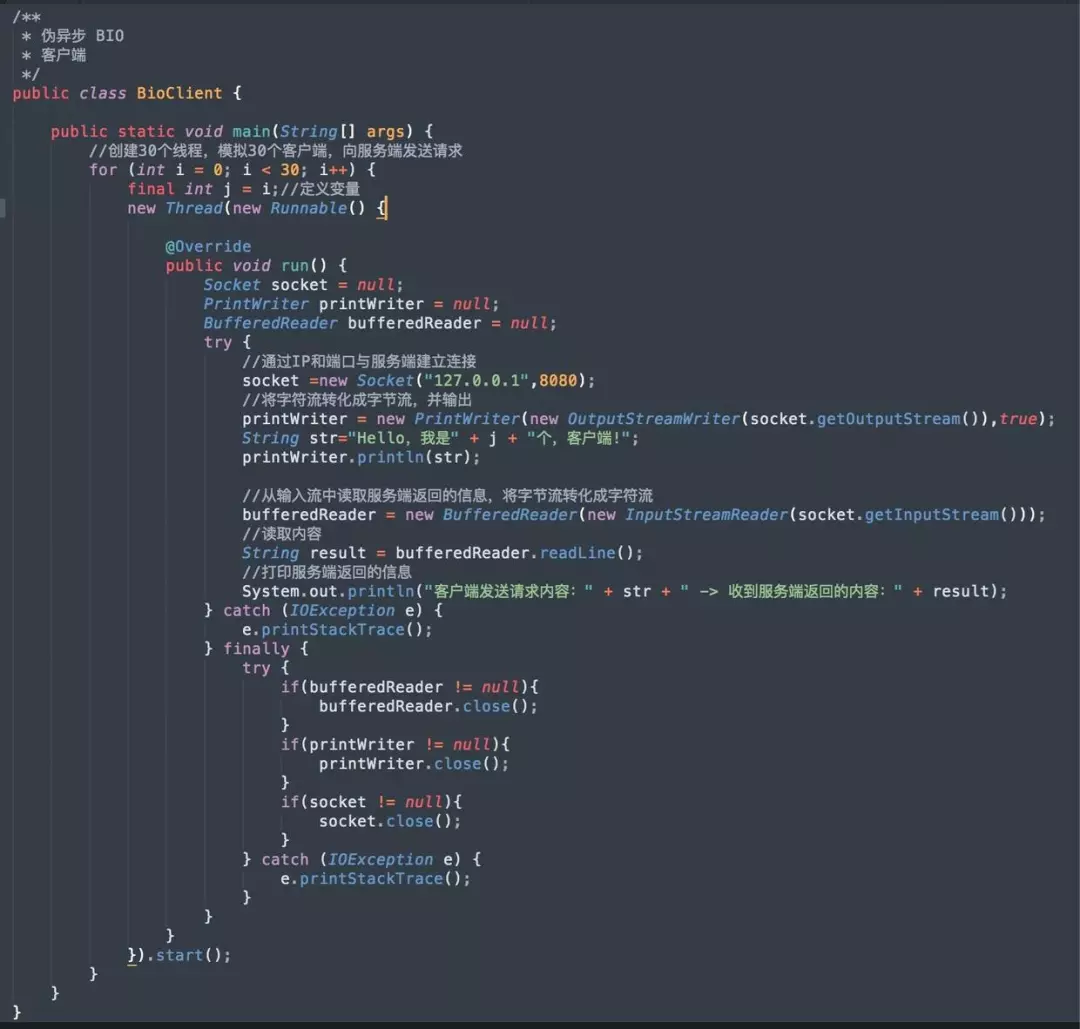 /**
 * 伪异步 BIO
 * 客户端
 */
public class BioClient {
    public static void main(String[] args) {
        //创建30个线程，模拟30个客户端，向服务端发送请求
        for (int i = 0; i < 30; i++) {
            final int j = i;//定义变量
            new Thread(new Runnable() {
                @Override
                public void run() {
                    Socket socket = null;
                    PrintWriter printWriter = null;
                    BufferedReader bufferedReader = null;
                    try {
                        //通过IP和端口与服务端建立连接
                        socket =new Socket("127.0.0.1",8080);
                        //将字符流转化成字节流，并输出
                        printWriter = new PrintWriter(new OutputStreamWriter(socket.getOutputStream()),true);
                        String str="Hello，我是" + j + "个，客户端!";
                        printWriter.println(str);
                        //从输入流中读取服务端返回的信息，将字节流转化成字符流
                        bufferedReader = new BufferedReader(new InputStreamReader(socket.getInputStream()));
                        //读取内容
                        String result = bufferedReader.readLine();
                        //打印服务端返回的信息
                        System.out.println("客户端发送请求内容：" + str + " -> 收到服务端返回的内容：" + result);
                    } catch (IOException e) {
                        e.printStackTrace();
                    } finally {
                        try {
                            if(bufferedReader != null){
                                bufferedReader.close();
                            }
                            if(printWriter != null){
                                printWriter.close();
                            }
                            if(socket != null){
                                socket.close();
                            }
                        } catch (IOException e) {
                            e.printStackTrace();
                        }
                    }
                }
            }).start();
        }
    }
}